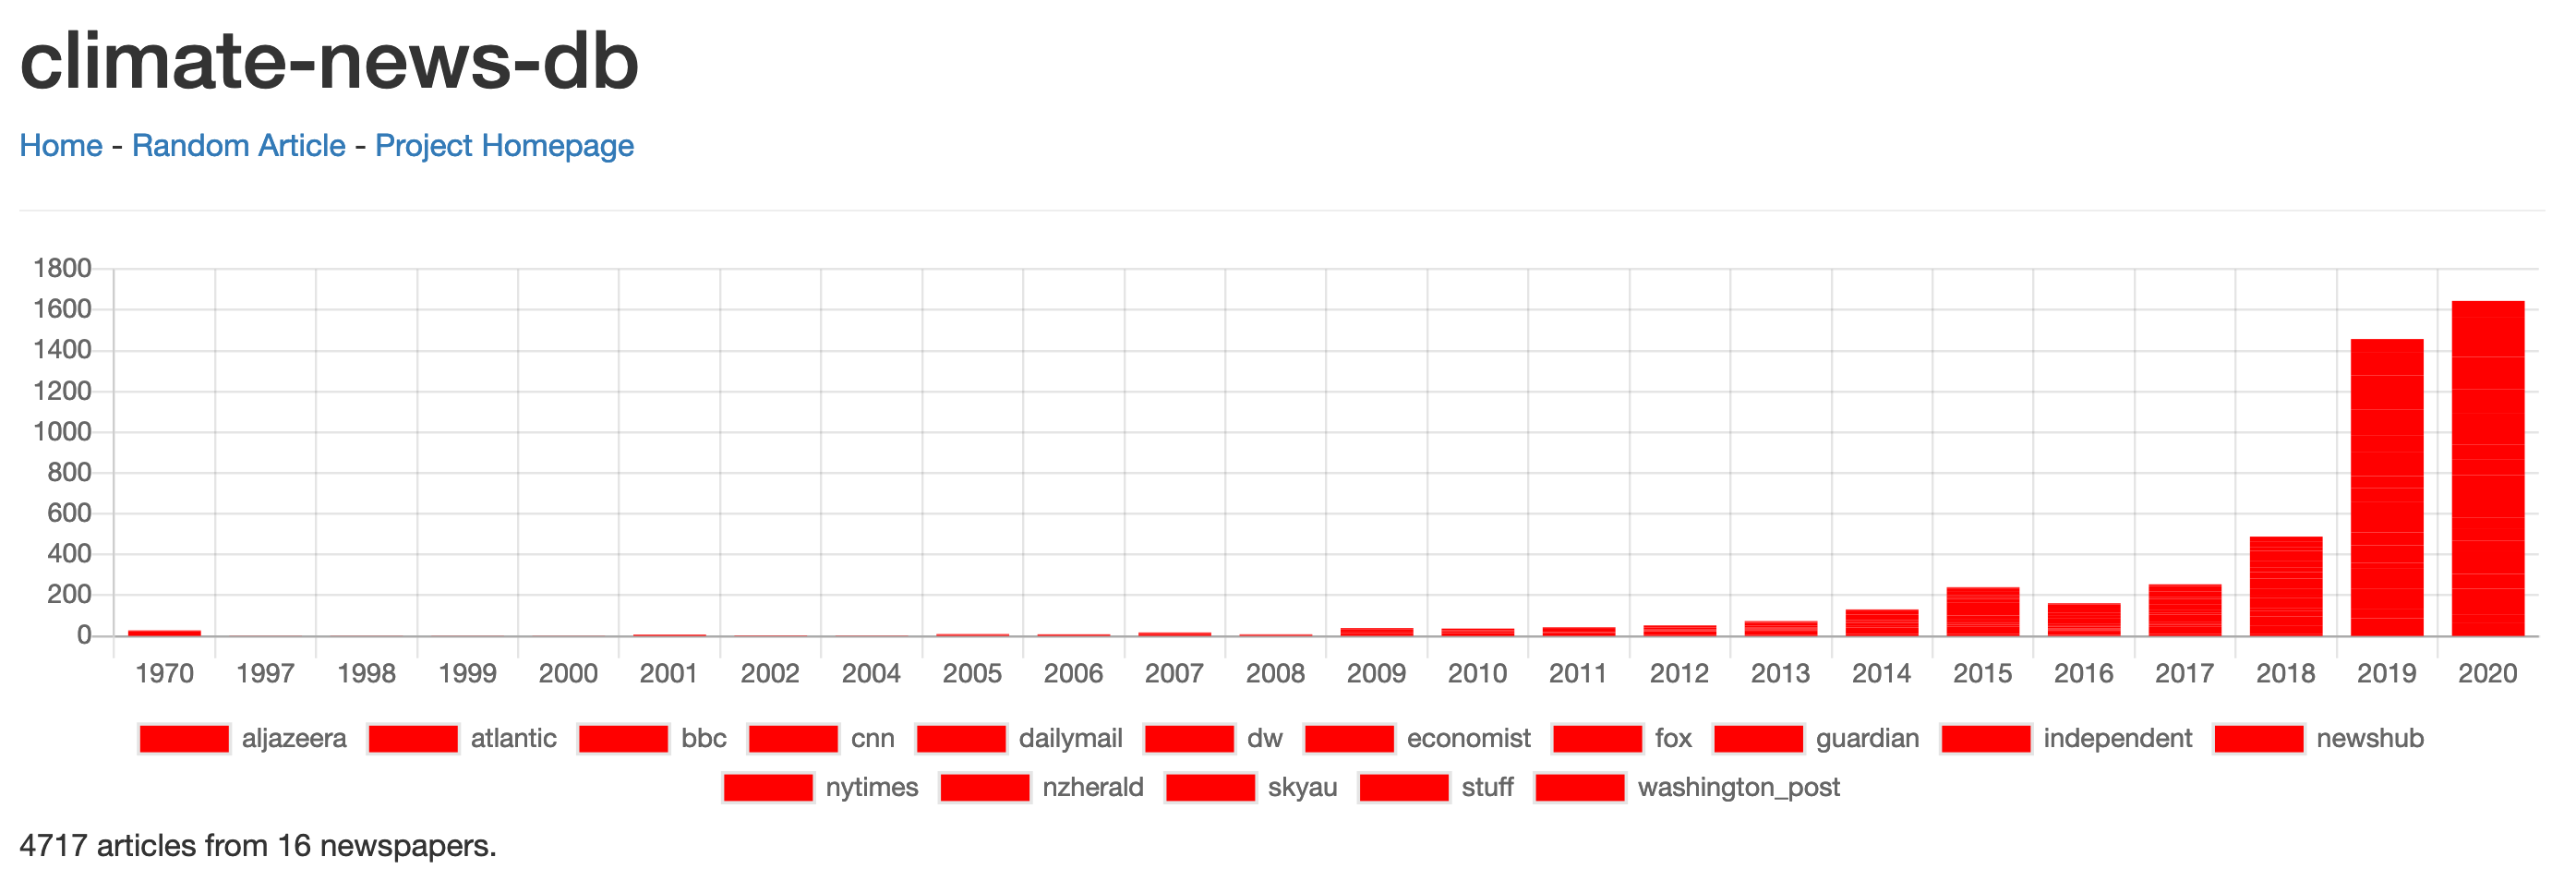 climate-news-db
Home - Random Article - Project Homepage
1800
1600
1400
1200
1000
800
600
400
200
0
1970 1997 1998 1999 2000 2001 2002 2004 2005 2006 2007 2008 2009 2010 2011 2012 2013 2014 2015 2016 2017 2018 2019 2020
aljazeera atlantic bbc cnn dailymail dw economist fox guardian independent newshub
nytimes nzherald skyau stuff washington_post
4717 articles from 16 newspapers.